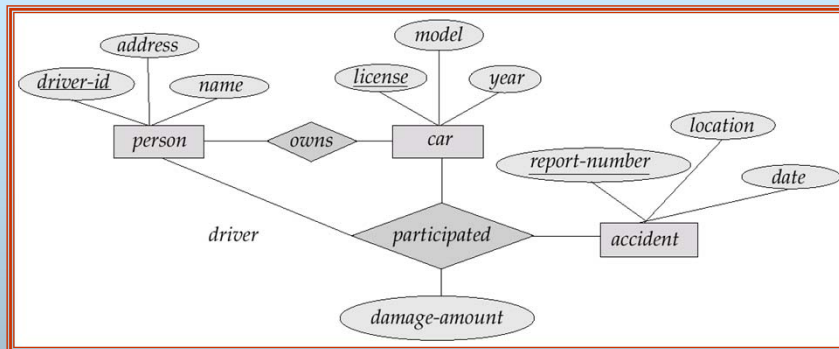 address
driver-id
name
person
owns
model
license
year
car
location
report-number
date
driver
participated
accident
damage-amount